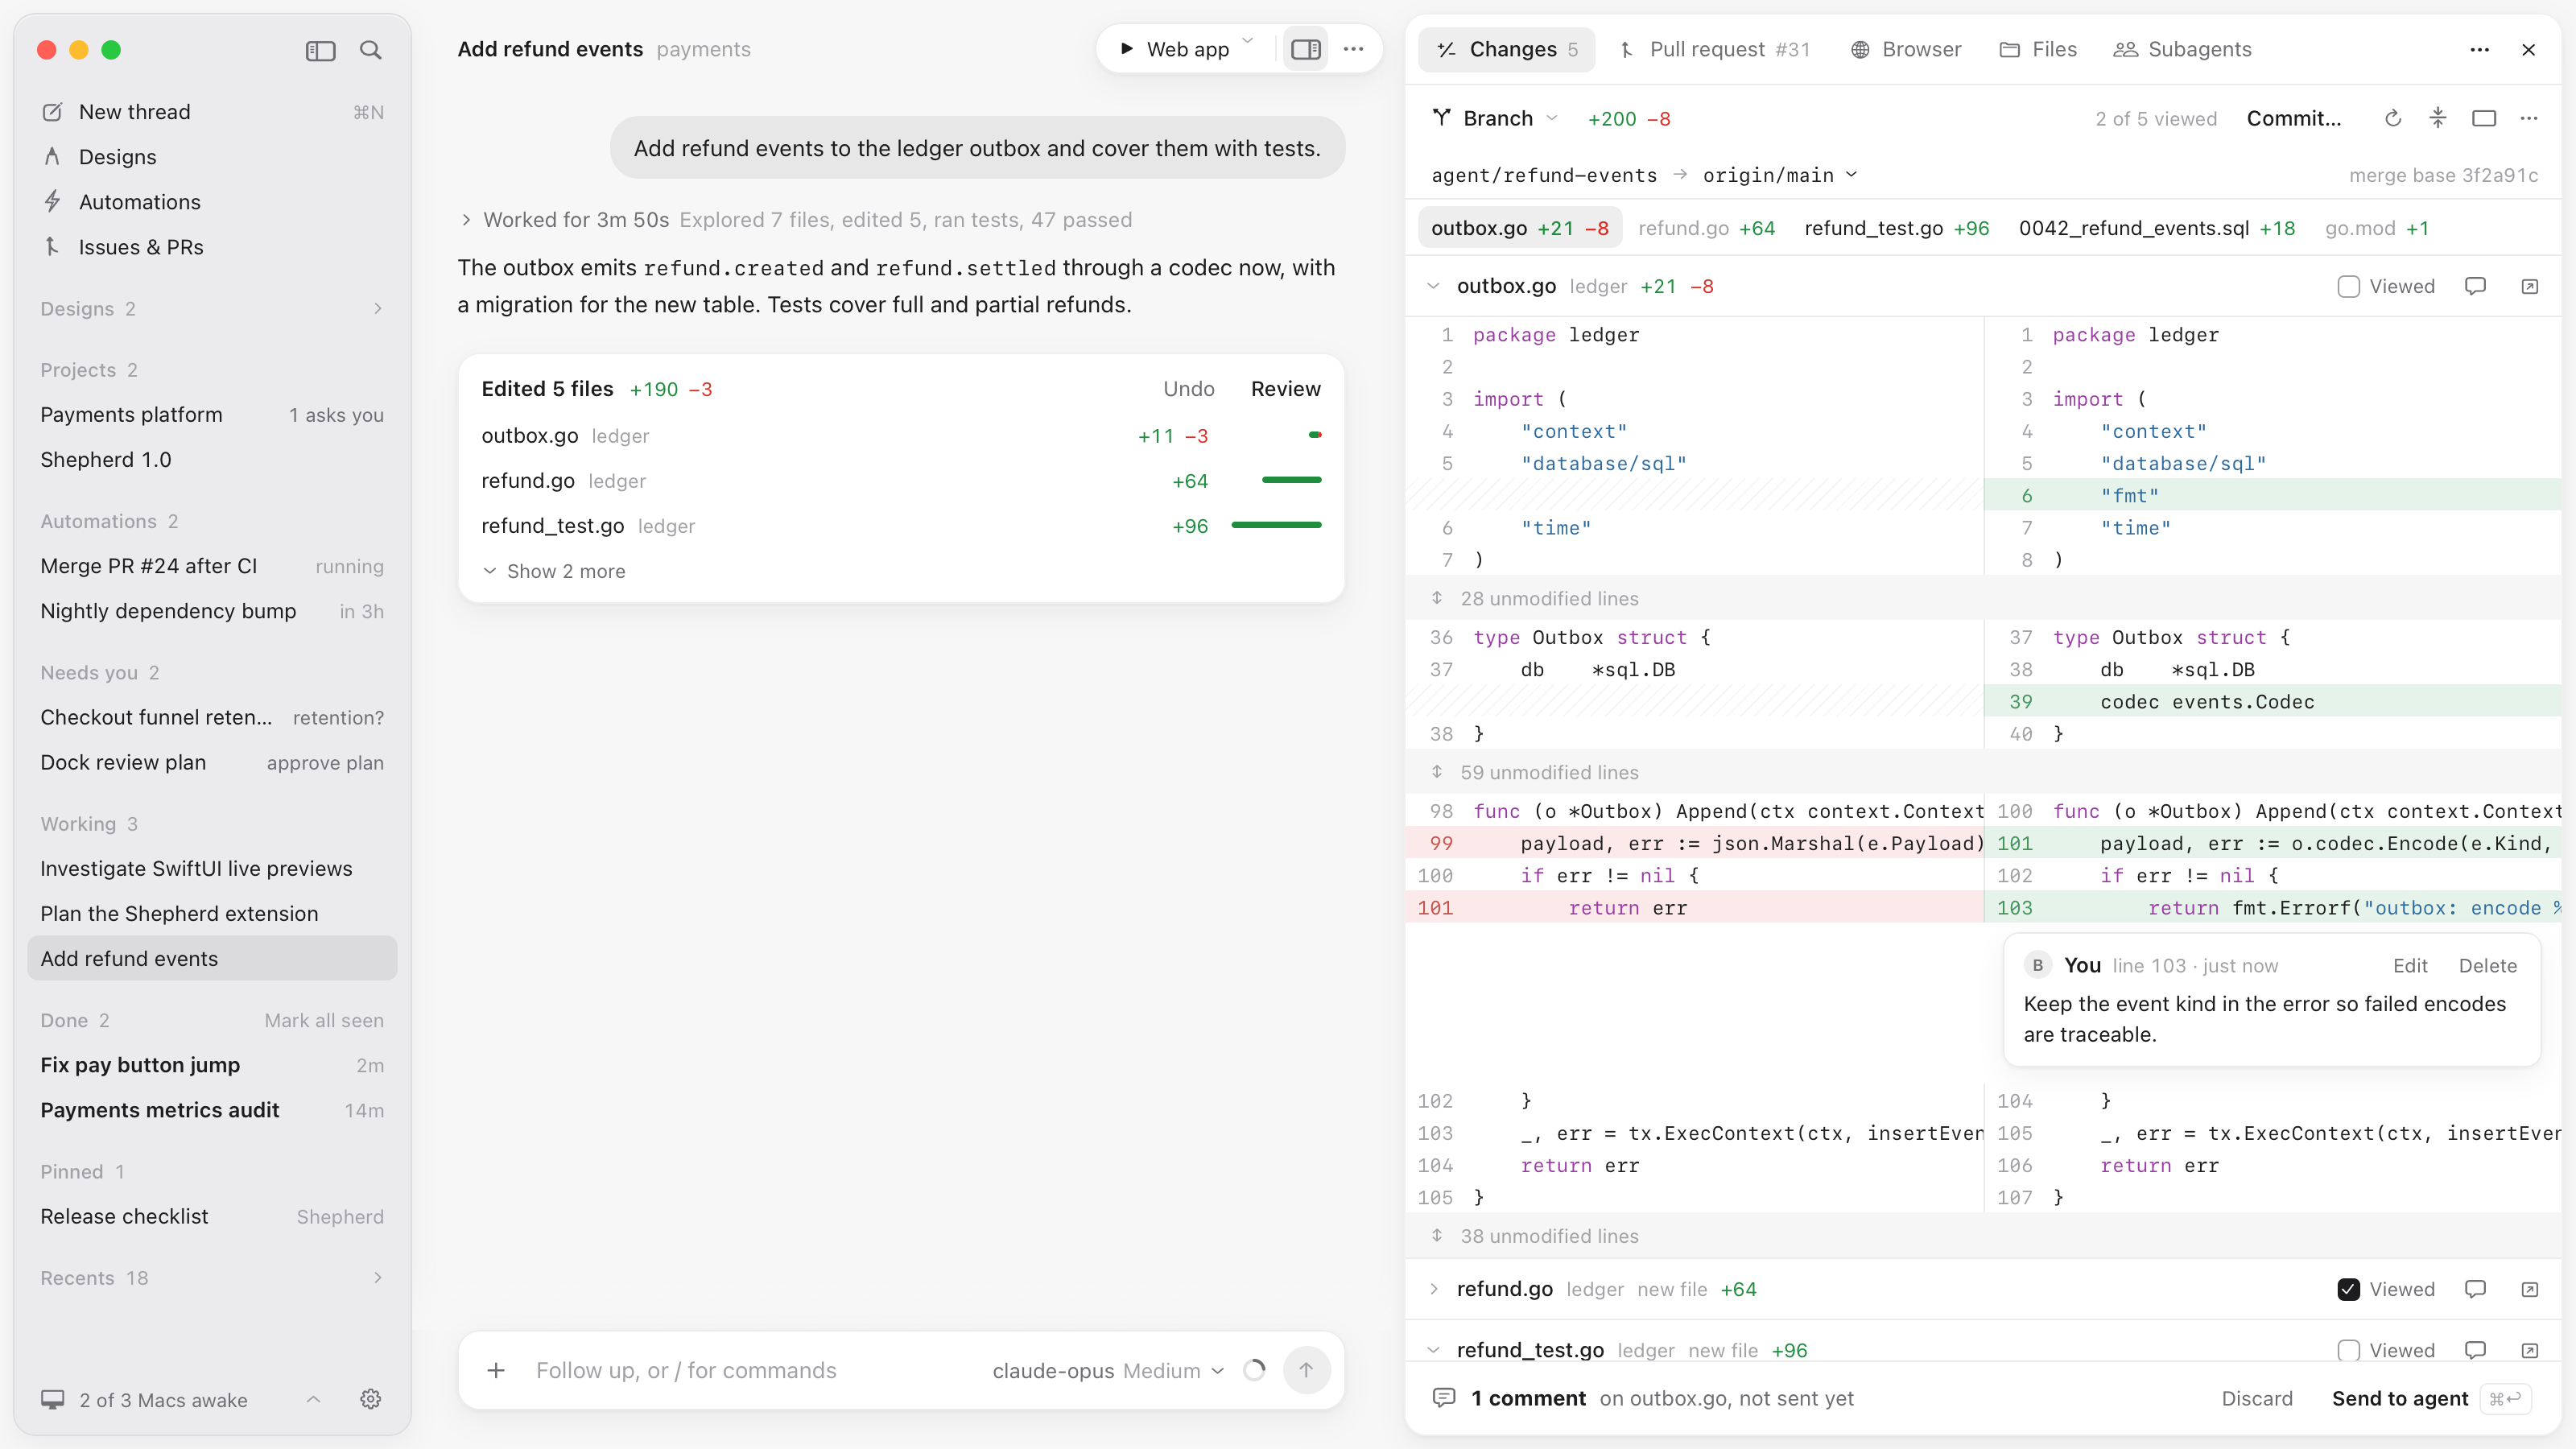 New thread ⌘N
Designs
Automations
Issues & PRs
Designs 2
Projects 2
Payments platform 1 asks you
Shepherd 1.0
Automations 2
Merge PR #24 after CI running
Nightly dependency bump in 3h
Needs you 2
Checkout funnel reten... retention?
Dock review plan approve plan
Working 3
Investigate SwiftUI live previews
Plan the Shepherd extension
Add refund events
Done 2 Mark all seen
Fix pay button jump 2m
Payments metrics audit 14m
Pinned 1
Release checklist Shepherd
Recents 18
2 of 3 Macs awake
Add refund events payments
Web app
Add refund events to the ledger outbox and cover them with tests.
Worked for 3m 50s Explored 7 files, edited 5, ran tests, 47 passed
The outbox emits refund.created and refund.settled through a codec now, with
a migration for the new table. Tests cover full and partial refunds.
Edited 5 files +190 −3 Undo Review
outbox.go ledger +11 −3
refund.go ledger +64
refund_test.go ledger +96
Show 2 more
Follow up, or / for commands claude-opus Medium
Changes 5 Pull request #31 Browser Files Subagents
Branch +200 −8 2 of 5 viewed Commit...
agent/refund-events → origin/main merge base 3f2a91c
outbox.go +21 −8 refund.go +64 refund_test.go +96 0042_refund_events.sql +18 go.mod +1
outbox.go ledger +21 −8 Viewed
1 package ledger 1 package ledger
2 2
3 import ( 3 import (
4 "context" 4 "context"
5 "database/sql" 5 "database/sql"
6 "fmt"
6 "time" 7 "time"
7 ) 8 )
28 unmodified lines
36 type Outbox struct { 37 type Outbox struct {
37 db *sql.DB 38 db *sql.DB
39 codec events.Codec
38 } 40 }
59 unmodified lines
98 func (o *Outbox) Append(ctx context.Context 100 func (o *Outbox) Append(ctx context.Context
99 payload, err := json.Marshal(e.Payload) 101 payload, err := o.codec.Encode(e.Kind,
100 if err != nil { 102 if err != nil {
101 return err 103 return fmt.Errorf("outbox: encode %
B You line 103 · just now Edit Delete
Keep the event kind in the error so failed encodes
are traceable.
102 } 104 }
103 _, err = tx.ExecContext(ctx, insertEven 105 _, err = tx.ExecContext(ctx, insertEven
104 return err 106 return err
105 } 107 }
38 unmodified lines
refund.go ledger new file +64 Viewed
refund_test.go ledger new file +96 Viewed
1 comment on outbox.go, not sent yet Discard Send to agent ⌘↩